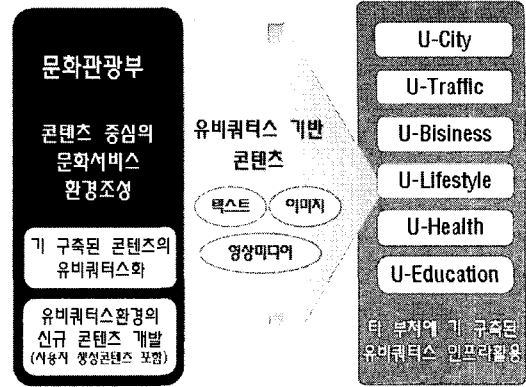 문화관광부
콘텐츠 중심의
문화서비스
환경조성
기 구축된 콘텐츠의
유비쿼터스화
유비쿼터스환경의
신규 콘텐츠 개발
(사용자 생성콘텐츠 포함)
유비쿼터스 기반
콘텐츠
텍스트
이미지
영상미디어
U-City
U-Traffic
U-Bisiness
U-Lifestyle
U-Health
U-Education
타 부처에 기 구축된
유비쿼터스 인프라활용